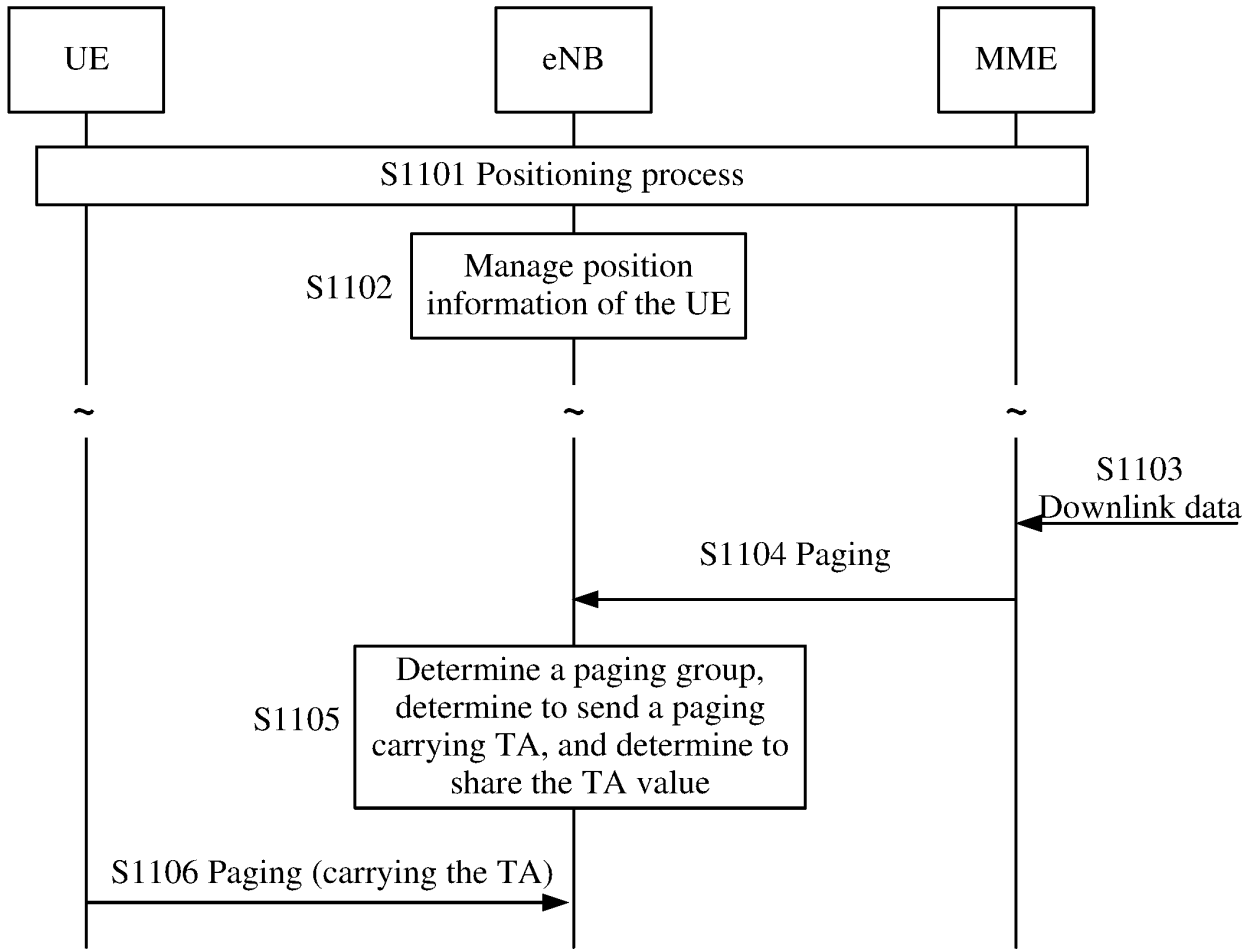 UE
eNB
MME
S1101 Positioning process
S1102
Manage position
information of the UE
~
~
~
S1103
Downlink data
S1104 Paging
S1105
Determine a paging group,
determine to send a paging
carrying TA, and determine to
share the TA value
S1106 Paging (carrying the TA)